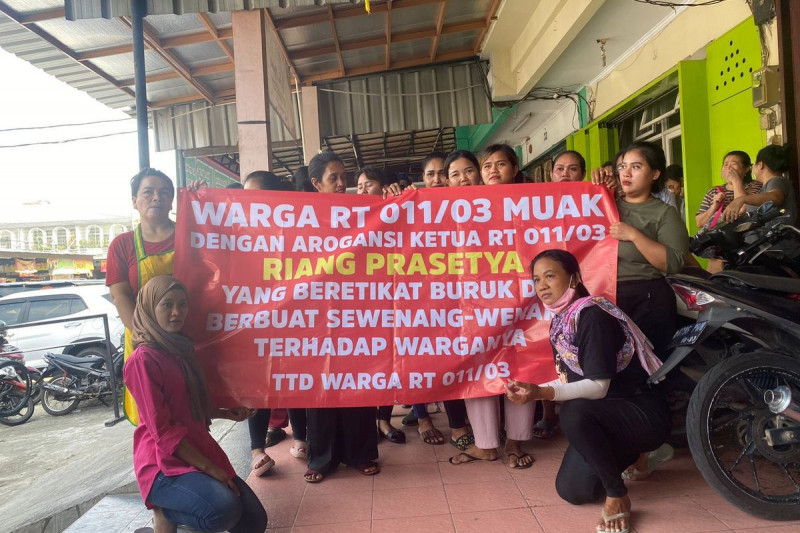 WARGA RT 011/03 MUAK
DENGAN AROGANSI KETUA RT 011/03
RIANG PRASETYA
YANG BERETIKAT BURUK
BERBUAT SEWENANG-WENA
TERHADAP WARGANYA
TTD WARGA RT 011/03